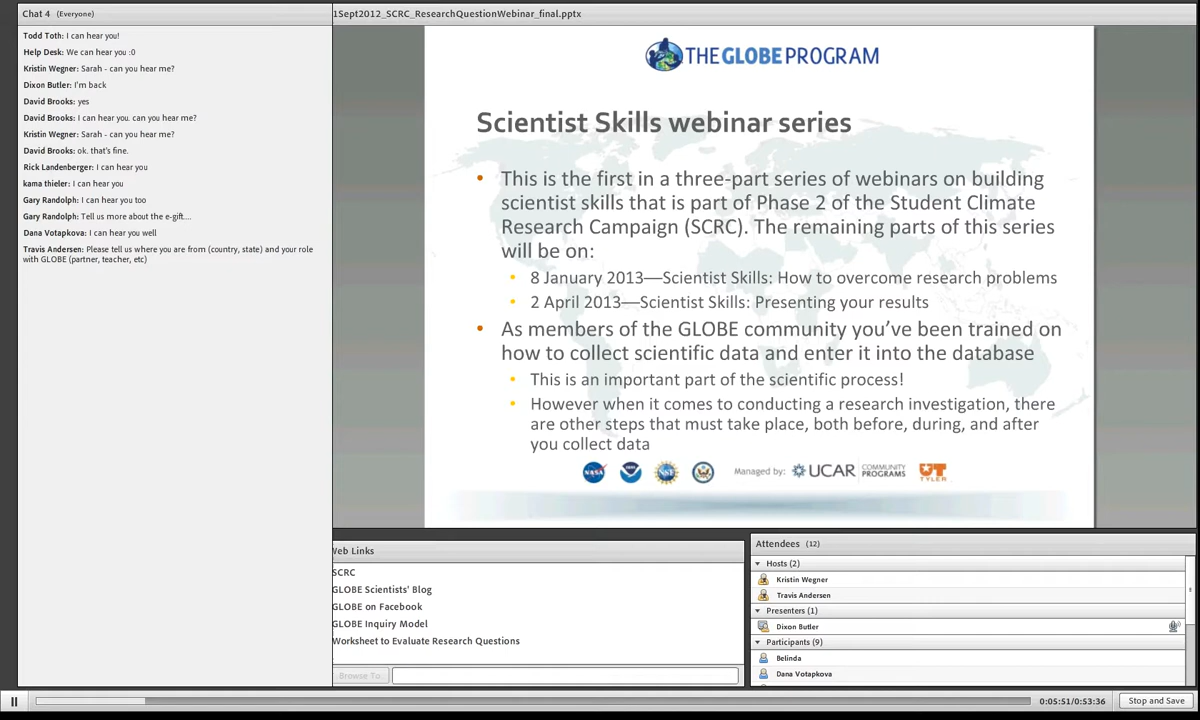 Chat 4 (Everyone)
Todd Toth: I can hear you!
Help Desk: We can hear you :0
Kristin Wegner: Sarah - can you hear me?
Dixon Butler: I'm back
David Brooks: yes
David Brooks: I can hear you. can you hear me?
Kristin Wegner: Sarah - can you hear me?
David Brooks: ok. that's fine.
Rick Landenberger: I can hear you
kama thieler: I can hear you
Gary Randolph: I can hear you too
Gary Randolph: Tell us more about the e-gift....
Dana Votapkova: I can hear you well
Travis Andersen: Please tell us where you are from (country, state) and your role
with GLOBE (partner, teacher, etc)
1Sept2012_SCRC_ResearchQuestionWebinar_final.pptx
THE GLOBE PROGRAM
Scientist Skills webinar series
• This is the first in a three-part series of webinars on building
scientist skills that is part of Phase 2 of the Student Climate
Research Campaign (SCRC). The remaining parts of this series
will be on:
• 8 January 2013—Scientist Skills: How to overcome research problems
• 2 April 2013—Scientist Skills: Presenting your results
• As members of the GLOBE community you've been trained on
how to collect scientific data and enter it into the database
• This is an important part of the scientific process!
• However when it comes to conducting a research investigation, there
are other steps that must take place, both before, during, and after
you collect data
NASA
Managed by: UCAR COMMUNITY
PROGRAMS
UT
TYLER
Web Links
SCRC
GLOBE Scientists' Blog
GLOBE on Facebook
GLOBE Inquiry Model
Worksheet to Evaluate Research Questions
Browse To
Attendees (12)
Hosts (2)
Kristin Wegner
Travis Andersen
Presenters (1)
Dixon Butler
Participants (9)
Belinda
Dana Votapkova
0:05:51/0:53:36
Stop and Save